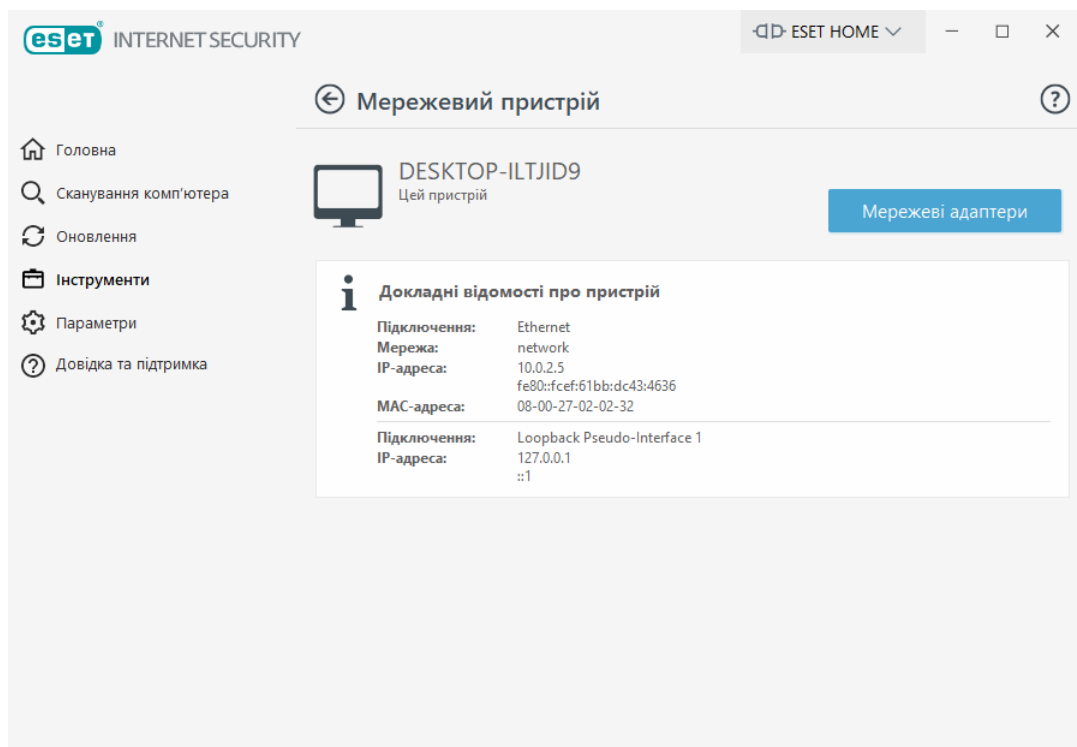 eset® INTERNET SECURITY
ESET HOME
Мережевий пристрій
Головна
Сканування комп'ютера
Оновлення
Інструменти
Параметри
Довідка та підтримка
DESKTOP-ILTJID9
Цей пристрій
Мережеві адаптери
Докладні відомості про пристрій
Підключення: Ethernet
Мережа: network
IP-адреса: 10.0.2.5
fe80::fcef:61bb:dc43:4636
MAC-адреса: 08-00-27-02-02-32
Підключення: Loopback Pseudo-Interface 1
IP-адреса: 127.0.0.1
::1